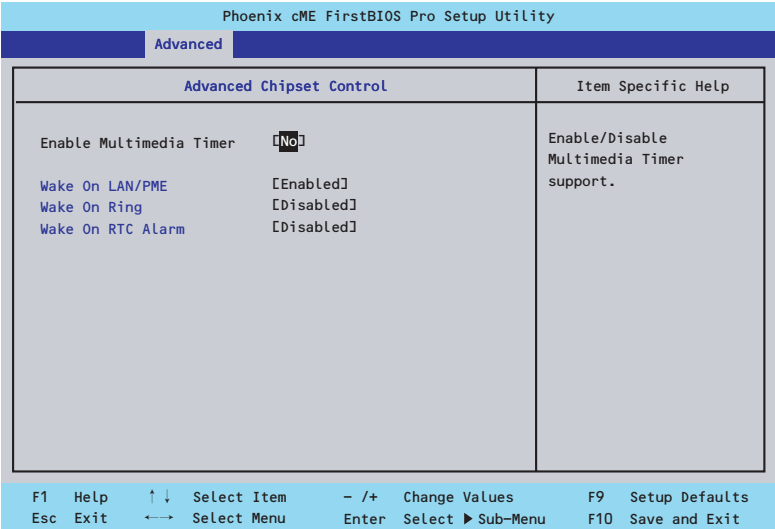 Phoenix cME FirstBIOS Pro Setup Utility
Advanced
Advanced Chipset Control
Item Specific Help
Enable Multimedia Timer [No]
Wake On LAN/PME [Enabled]
Wake On Ring [Disabled]
Wake On RTC Alarm [Disabled]
Enable/Disable
Multimedia Timer
support.
F1 Help ↑↓ Select Item - /+ Change Values F9 Setup Defaults
Esc Exit ←→ Select Menu Enter Select ▶ Sub-Menu F10 Save and Exit